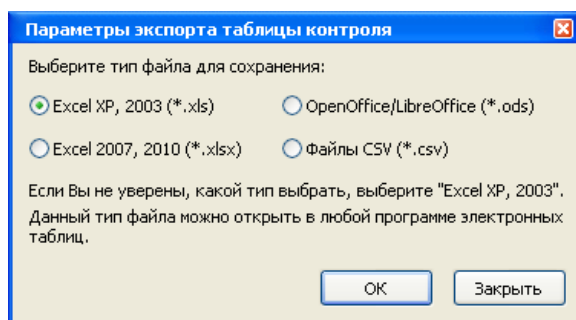 Параметры экспорта таблицы контроля
Выберите тип файла для сохранения:
Excel XP, 2003 (*.xls) OpenOffice/LibreOffice (*.ods)
Excel 2007, 2010 (*.xlsx) Файлы CSV (*.csv)
Если Вы не уверены, какой тип выбрать, выберите "Excel XP, 2003".
Данный тип файла можно открыть в любой программе электронных
таблиц.
ОК Закрыть